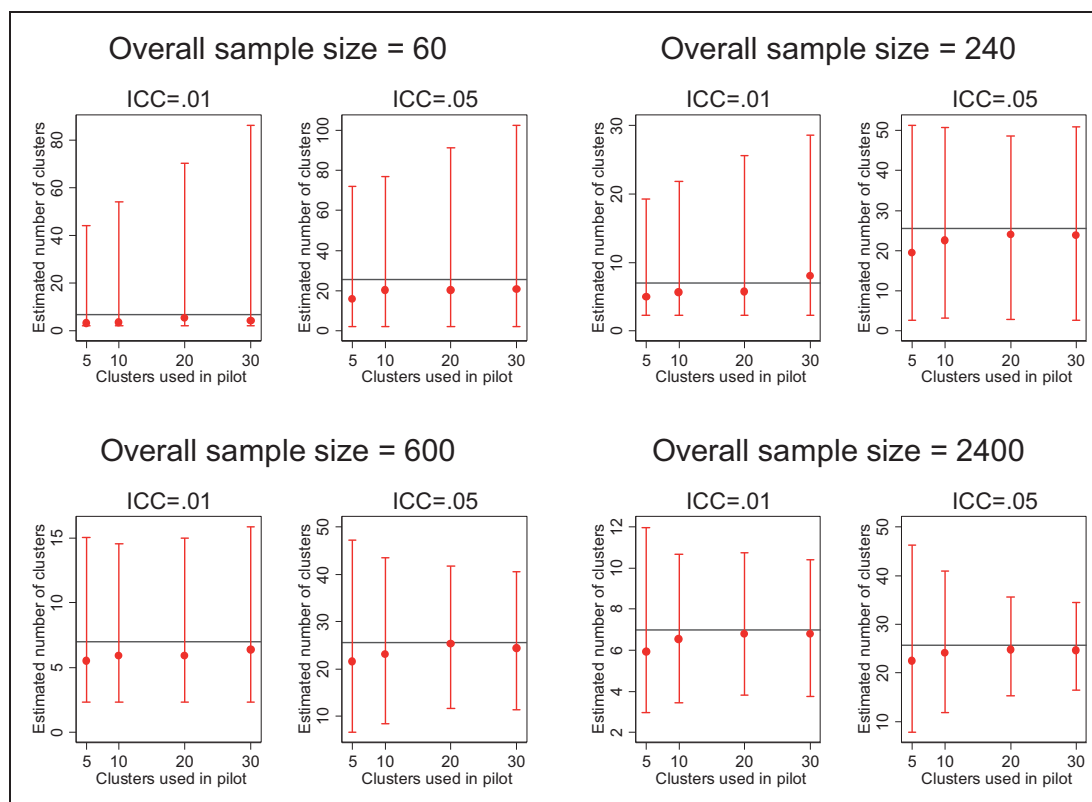 Overall sample size = 60
ICC=.01
Estimated number of clusters
0 20 40 60 80
5 10 20 30
Clusters used in pilot
ICC=.05
Estimated number of clusters
0 20 40 60 80 100
5 10 20 30
Clusters used in pilot
Overall sample size = 240
ICC=.01
Estimated number of clusters
0 10 20 30
5 10 20 30
Clusters used in pilot
ICC=.05
Estimated number of clusters
0 10 20 30 40 50
5 10 20 30
Clusters used in pilot
Overall sample size = 600
ICC=.01
Estimated number of clusters
0 5 10 15
5 10 20 30
Clusters used in pilot
ICC=.05
Estimated number of clusters
10 20 30 40 50
5 10 20 30
Clusters used in pilot
Overall sample size = 2400
ICC=.01
Estimated number of clusters
2 4 6 8 10 12
5 10 20 30
Clusters used in pilot
ICC=.05
Estimated number of clusters
10 20 30 40 50
5 10 20 30
Clusters used in pilot